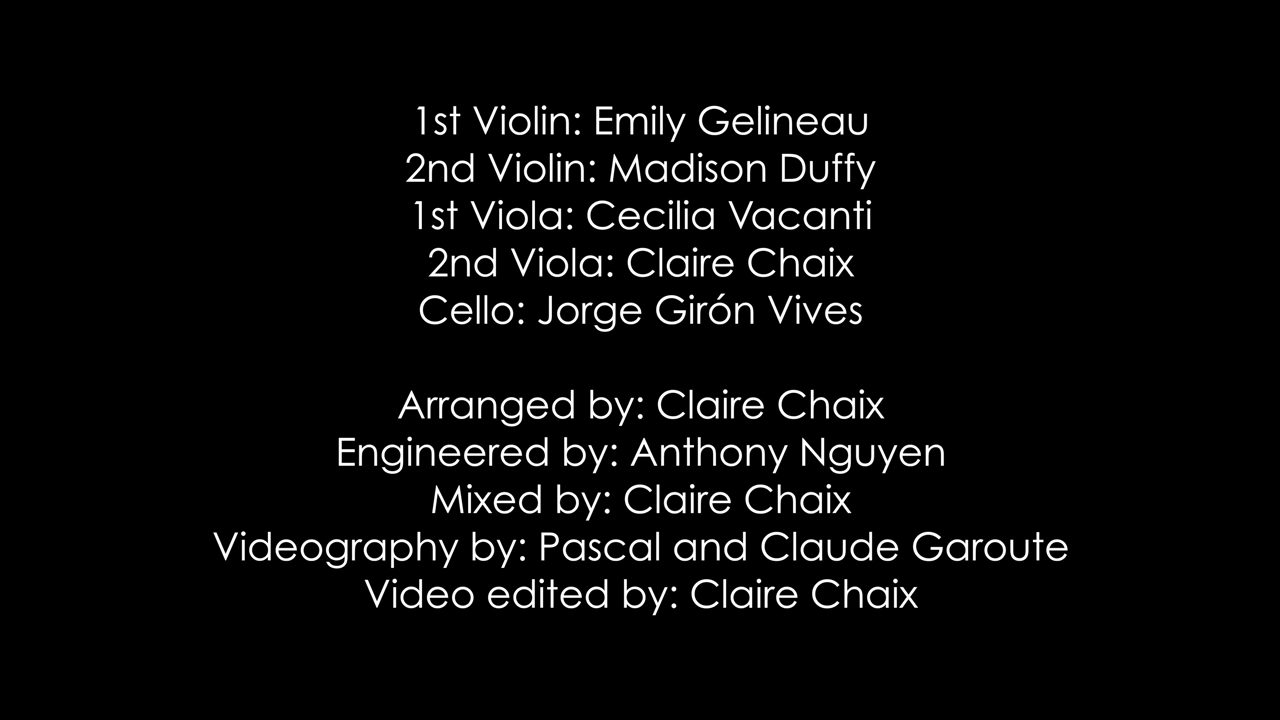 1st Violin: Emily Gelineau
2nd Violin: Madison Duffy
1st Viola: Cecilia Vacanti
2nd Viola: Claire Chaix
Cello: Jorge Girón Vives
Arranged by: Claire Chaix
Engineered by: Anthony Nguyen
Mixed by: Claire Chaix
Videography by: Pascal and Claude Garoute
Video edited by: Claire Chaix